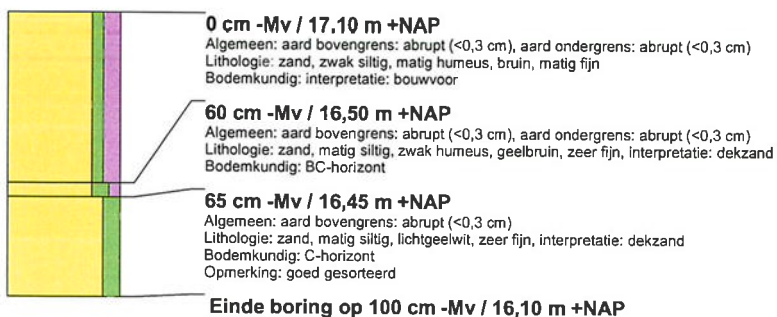 0 cm -Mv / 17.10 m +NAP
Algemeen: aard bovengrens: abrupt (<0,3 cm), aard ondergrens: abrupt (<0,3 cm)
Lithologie: zand, zwak siltig, matig humeus, bruin, matig fijn
Bodemkundig: interpretatie: bouwvoor
60 cm -Mv / 16,50 m +NAP
Algemeen: aard bovengrens: abrupt (<0,3 cm), aard ondergrens: abrupt (<0,3 cm)
Lithologie: zand, matig siltig, zwak humeus, geelbruin, zeer fijn, interpretatie: dekzand
Bodemkundig: BC-horizont
65 cm -Mv / 16,45 m +NAP
Algemeen: aard bovengrens: abrupt (<0,3 cm)
Lithologie: zand, matig siltig, lichtgeelwit, zeer fijn, interpretatie: dekzand
Bodemkundig: C-horizont
Opmerking: goed gesorteerd
Einde boring op 100 cm -Mv / 16,10 m +NAP